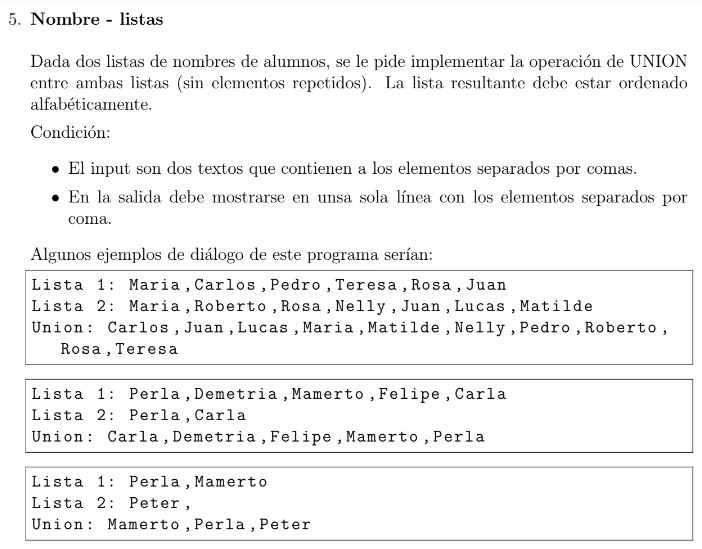 5. Nombre - listas
Dada dos listas de nombres de alumnos, se le pide implementar la operación de UNION
entre ambas listas (sin elementos repetidos). La lista resultante debe estar ordenado
alfabéticamente.
Condición:
• El input son dos textos que contienen a los elementos separados por comas.
• En la salida debe mostrarse en unsa sola línea con los elementos separados por
coma.
Algunos ejemplos de diálogo de este programa serían:
Lista 1: Maria,Carlos,Pedro,Teresa,Rosa,Juan
Lista 2: Maria,Roberto,Rosa,Nelly,Juan,Lucas,Matilde
Union: Carlos,Juan,Lucas,Maria,Matilde,Nelly,Pedro,Roberto,
Rosa,Teresa
Lista 1: Perla,Demetria,Mamerto,Felipe,Carla
Lista 2: Perla,Carla
Union: Carla,Demetria,Felipe,Mamerto,Perla
Lista 1: Perla,Mamerto
Lista 2: Peter,
Union: Mamerto,Perla,Peter